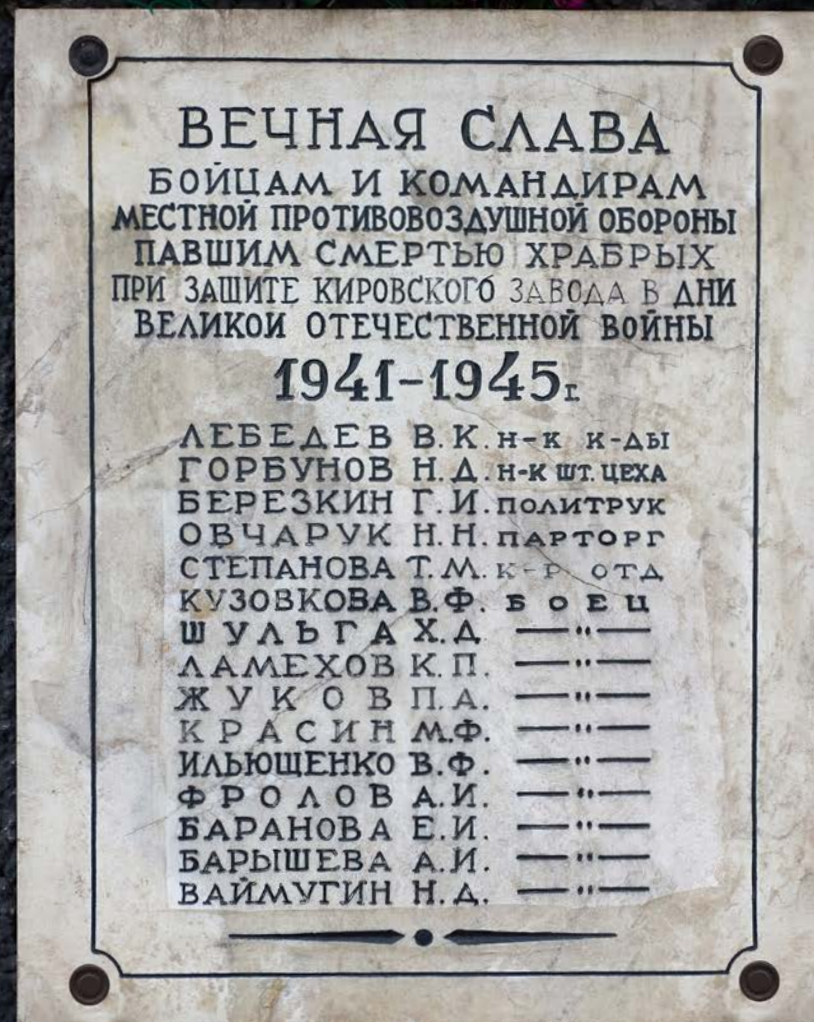 ВЕЧНАЯ СЛАВА
БОЙЦАМ И КОМАНДИРАМ
МЕСТНОЙ ПРОТИВОВОЗДУШНОЙ ОБОРОНЫ
ПАВШИМ СМЕРТЬЮ ХРАБРЫХ
ПРИ ЗАШИТЕ КИРОВСКОГО ЗАВОДА В ДНИ
ВЕЛИКОЙ ОТЕЧЕСТВЕННОЙ ВОЙНЫ
1941-1945г.
ЛЕБЕДЕВ В.К. Н-К К-ДЫ
ГОРБУНОВ Н.Д. Н-К ШТ. ЦЕХА
БЕРЕЗКИН Г.И. ПОЛИТРУК
ОВЧАРУК Н.Н. ПАРТОРГ
СТЕПАНОВА Т.М. К-Р ОТД
КУЗОВКОВА В.Ф. БОЕЦ
ШУЛЬГА Х.Д —"—
ЛАМЕХОВ К.П. —"—
ЖУКОВ П.А. —"—
КРАСИН М.Ф. —"—
ИЛЬЮЩЕНКО В.Ф. —"—
ФРОЛОВ А.И. —"—
БАРАНОВА Е.И. —"—
БАРЫШЕВА А.И. —"—
ВАЙМУГИН Н.Д. —"—